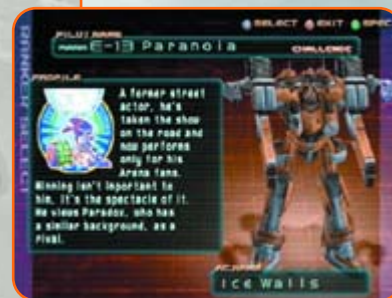 SELECT EXIT
PILOT NAME
E-13 Paranoia
CHALLENGE
RANKER SELECT
PROFILE
A former street
actor, he's
taken the show
on the road and
now performs
only for his
Arena fans.
Winning isn't important to
him, it's the spectacle of it.
He views Paradox, who has
a similar background, as a
rival.
AC NAME
Ice Walls